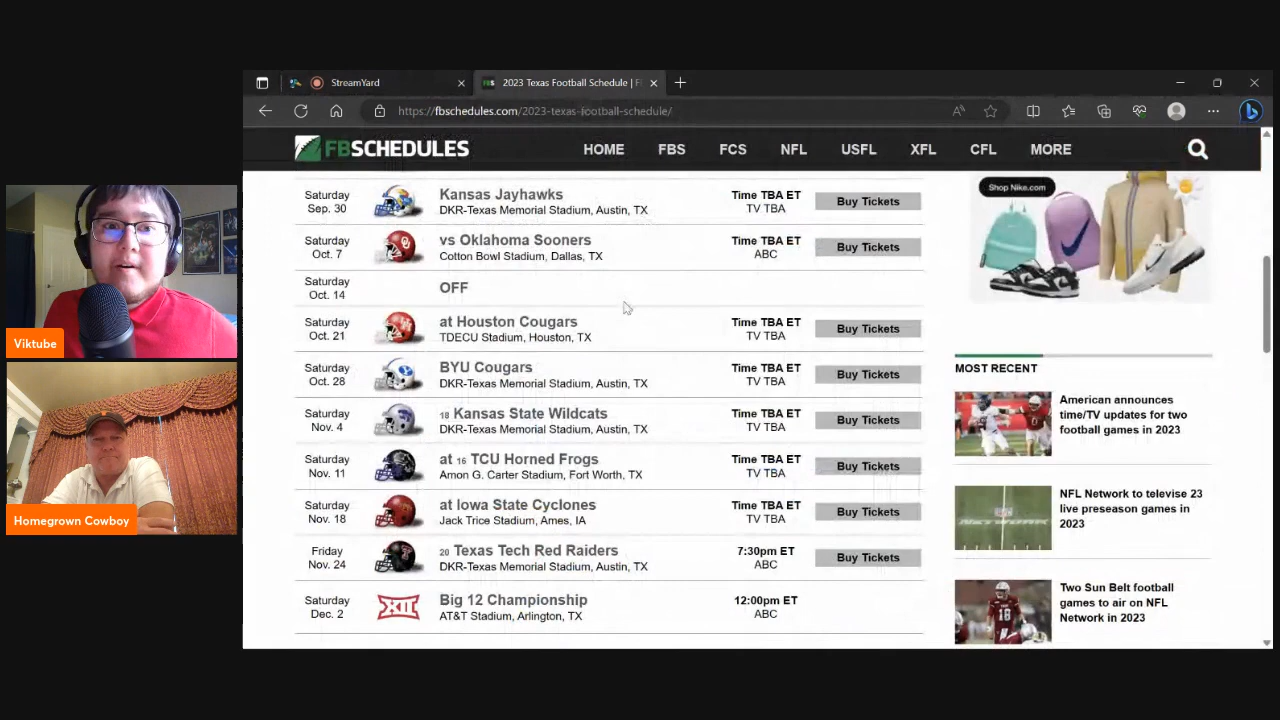 StreamYard
FBS 2023 Texas Football Schedule | F
https://fbschedules.com/2023-texas-football-schedule/
FBSCHEDULES
HOME FBS FCS NFL USFL XFL CFL MORE
Saturday
Sep. 30
Kansas Jayhawks
DKR-Texas Memorial Stadium, Austin, TX
Time TBA ET
TV TBA
Buy Tickets
Saturday
Oct. 7
vs Oklahoma Sooners
Cotton Bowl Stadium, Dallas, TX
Time TBA ET
ABC
Buy Tickets
Saturday
Oct. 14
OFF
Saturday
Oct. 21
at Houston Cougars
TDECU Stadium, Houston, TX
Time TBA ET
TV TBA
Buy Tickets
Saturday
Oct. 28
BYU Cougars
DKR-Texas Memorial Stadium, Austin, TX
Time TBA ET
TV TBA
Buy Tickets
Saturday
Nov. 4
18 Kansas State Wildcats
DKR-Texas Memorial Stadium, Austin, TX
Time TBA ET
TV TBA
Buy Tickets
Saturday
Nov. 11
at 16 TCU Horned Frogs
Amon G. Carter Stadium, Fort Worth, TX
Time TBA ET
TV TBA
Buy Tickets
Saturday
Nov. 18
at Iowa State Cyclones
Jack Trice Stadium, Ames, IA
Time TBA ET
TV TBA
Buy Tickets
Friday
Nov. 24
20 Texas Tech Red Raiders
DKR-Texas Memorial Stadium, Austin, TX
7:30pm ET
ABC
Buy Tickets
Saturday
Dec. 2
XII
Big 12 Championship
AT&T Stadium, Arlington, TX
12:00pm ET
ABC
Shop Nike.com
MOST RECENT
American announces
time/TV updates for two
football games in 2023
NFL Network to televise 23
live preseason games in
2023
Two Sun Belt football
games to air on NFL
Network in 2023
Viktube
Homegrown Cowboy